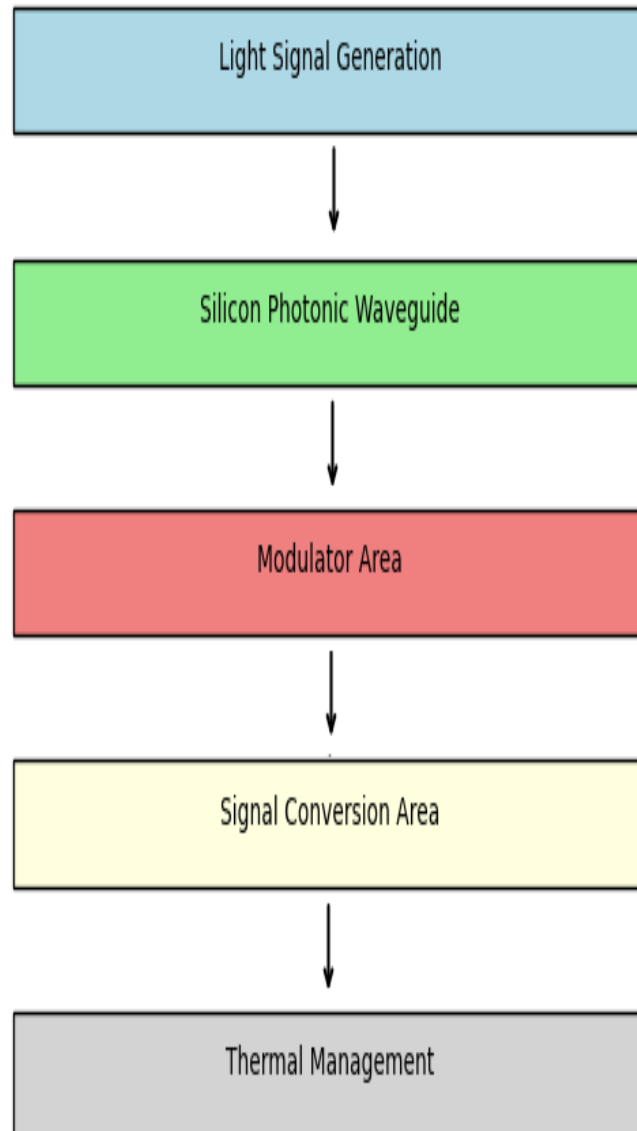 Light Signal Generation
Silicon Photonic Waveguide
Modulator Area
Signal Conversion Area
Thermal Management